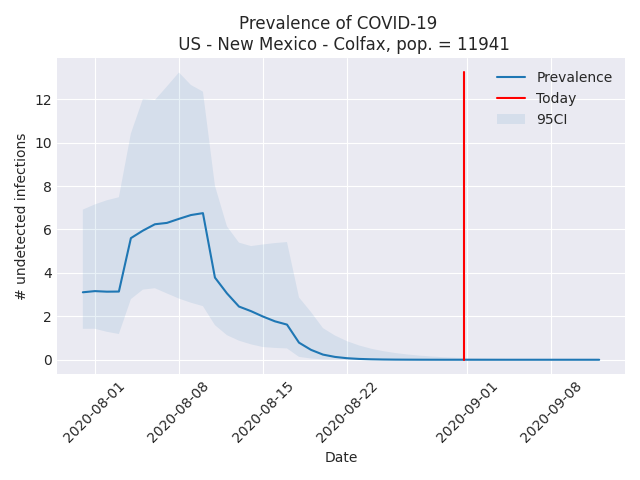 Prevalence of COVID-19
US - New Mexico - Colfax, pop. = 11941
Prevalence
Today
95CI
# undetected infections
12
10
8
6
4
2
0
2020-08-01
2020-08-08
2020-08-15
2020-08-22
2020-09-01
2020-09-08
Date